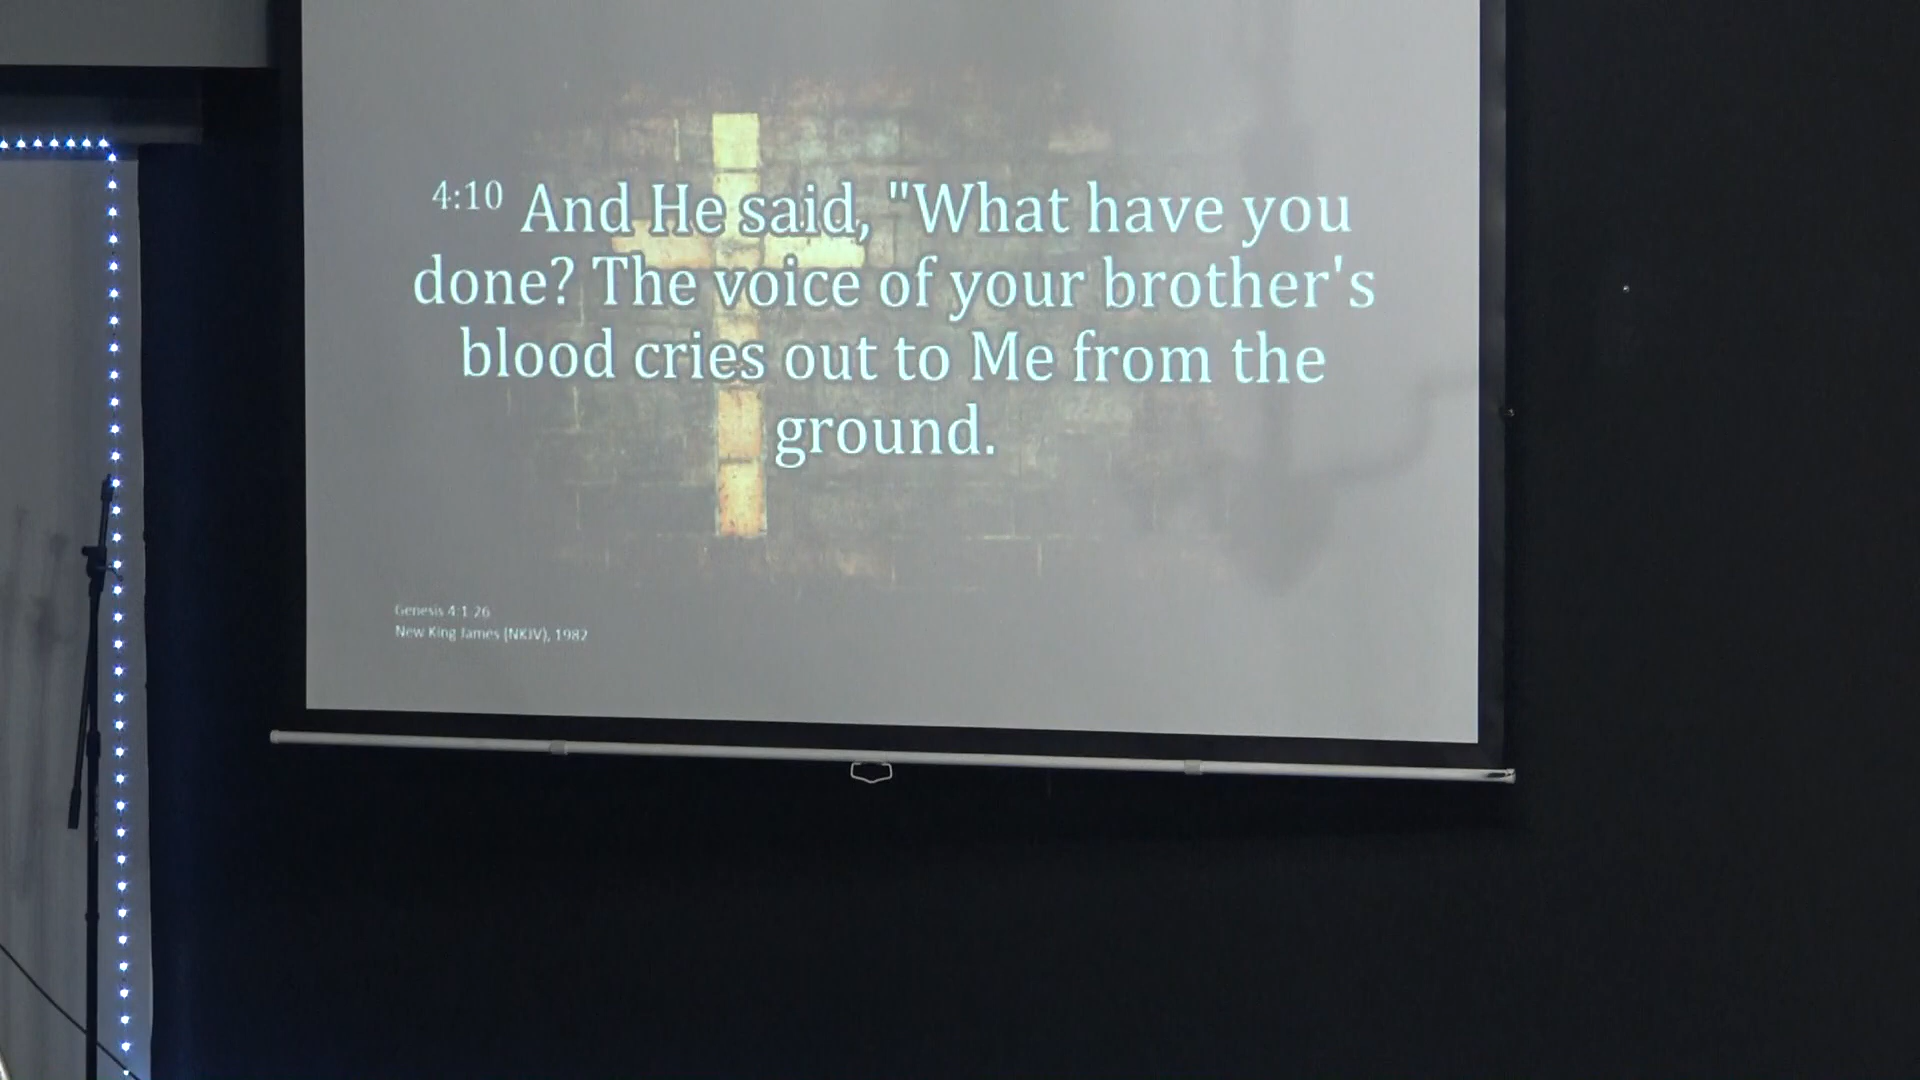 4:10 And He said, "What have you
done? The voice of your brother's
blood cries out to Me from the
ground.
Genesis 4:1-26
New King James (NKJV), 1982